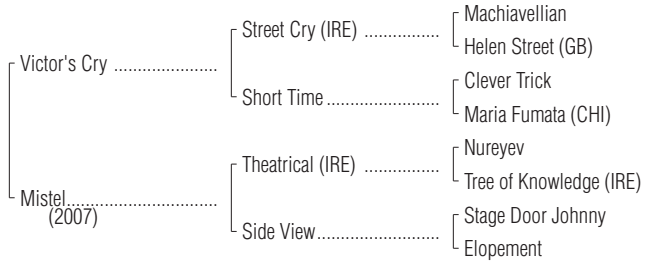 Machiavellian
Street Cry (IRE) .................
Helen Street (GB)
Victor's Cry .......................
Clever Trick
Short Time.........................
Maria Fumata (CHI)
Nureyev
Theatrical (IRE) .................
Tree of Knowledge (IRE)
Mistel.................................
(2007)
Stage Door Johnny
Side View...........................
Elopement